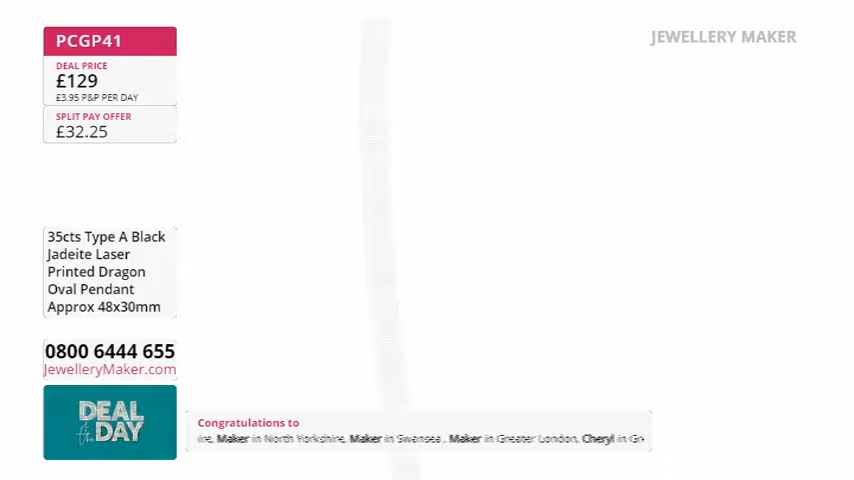 PCGP41
DEAL PRICE
£129
£3.95 P&P PER DAY
SPLIT PAY OFFER
£32.25
JEWELLERY MAKER
35cts Type A Black
Jadeite Laser
Printed Dragon
Oval Pendant
Approx 48x30mm
0800 6444 655
JewelleryMaker.com
DEAL
of the DAY
Congratulations to
Maker in North Yorkshire, Maker in Swansea , Maker in Greater London, Cheryl in